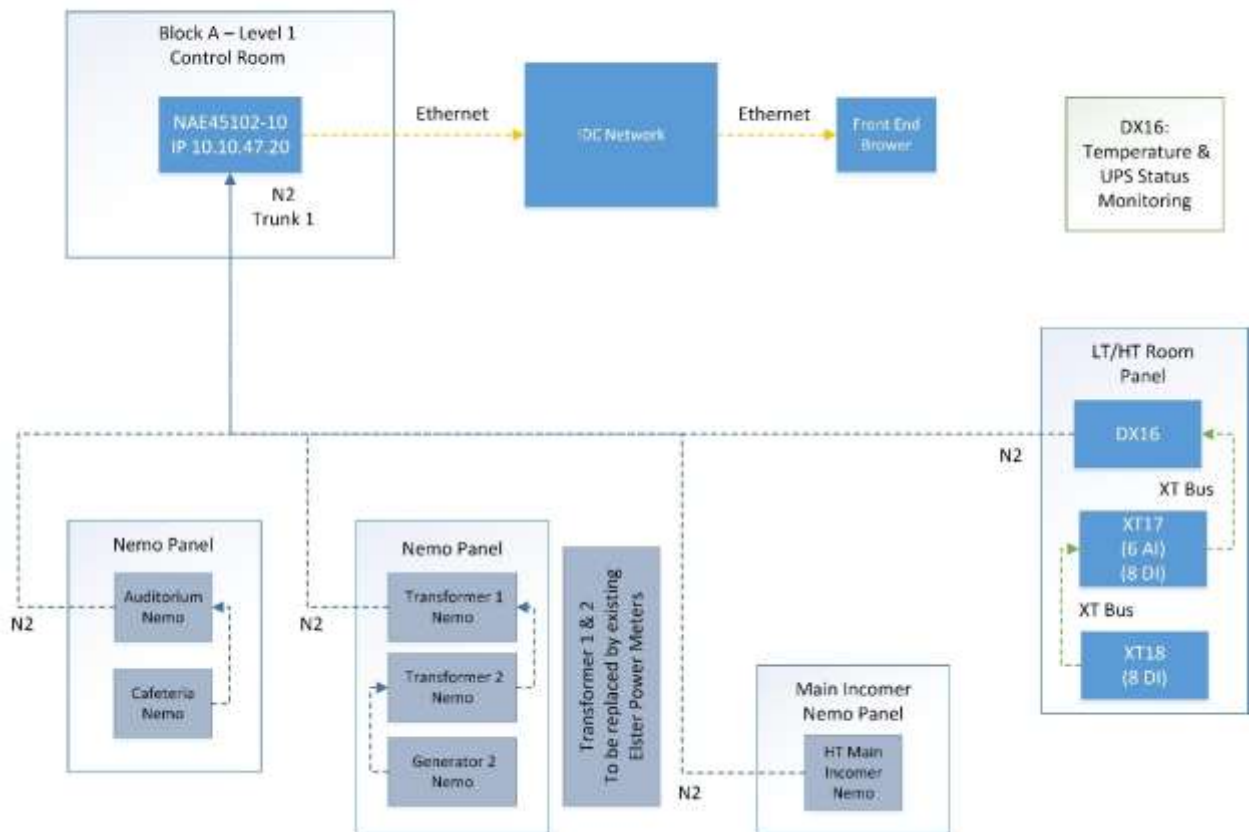 Block A – Level 1
Control Room
NAE45102-10
IP 10.10.47.20
Ethernet
IDC Network
Ethernet
Front End
Brower
DX16:
Temperature &
UPS Status
Monitoring
N2
Trunk 1
LT/HT Room
Panel
DX16
N2
XT Bus
XT17
(6 AI)
(8 DI)
XT Bus
XT18
(8 DI)
Nemo Panel
Auditorium
Nemo
N2
Cafeteria
Nemo
Nemo Panel
Transformer 1
Nemo
N2
Transformer 2
Nemo
Generator 2
Nemo
Transformer 1 & 2
To be replaced by existing
Elster Power Meters
Main Incomer
Nemo Panel
HT Main
Incomer
Nemo
N2